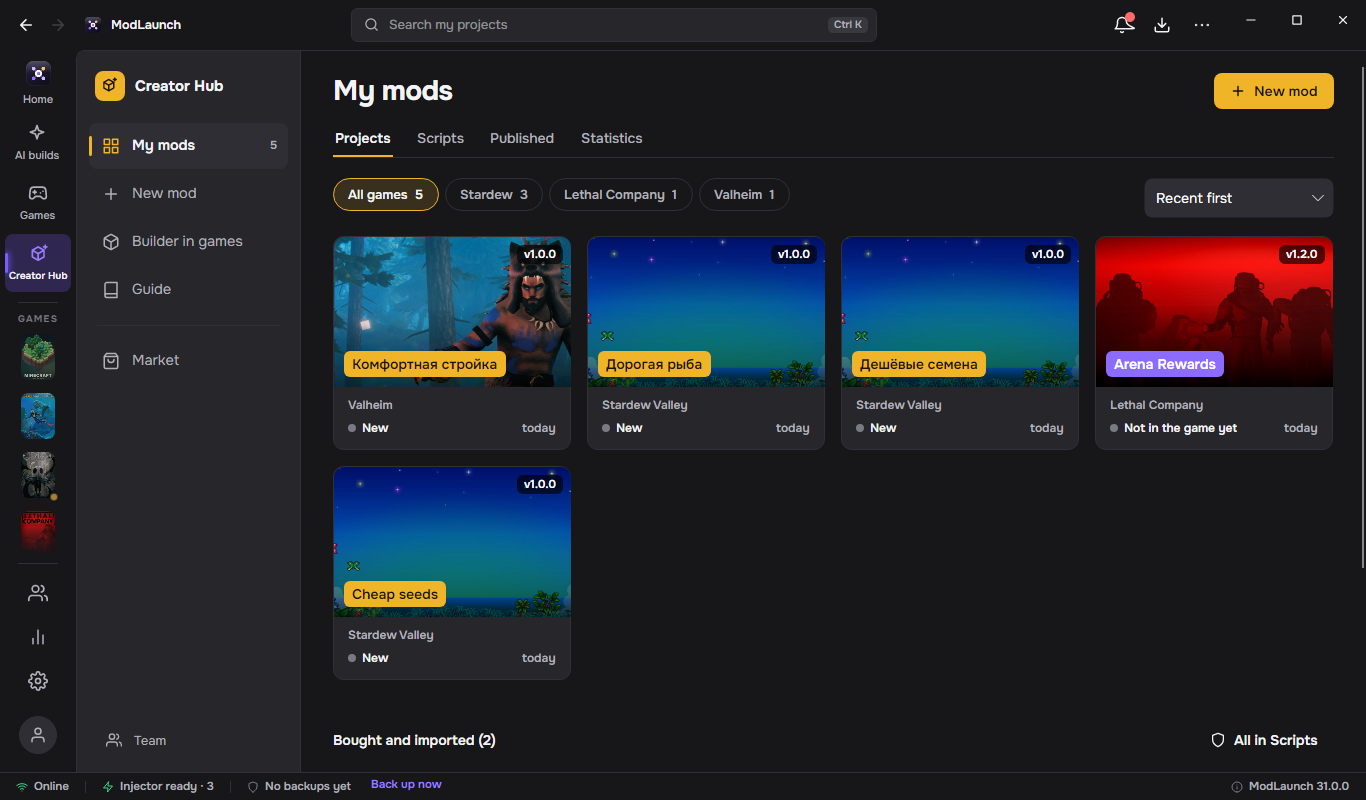 ModLaunch
Search my projects
Ctrl K
Home
AI builds
Games
Creator Hub
GAMES
MINECRAFT
LETHAL
COMPANY
Creator Hub
My mods 5
New mod
Builder in games
Guide
Market
Team
My mods
New mod
Projects Scripts Published Statistics
All games 5 Stardew 3 Lethal Company 1 Valheim 1
Recent first
v1.0.0
Комфортная стройка
Valheim
New today
v1.0.0
Дорогая рыба
Stardew Valley
New today
v1.0.0
Дешёвые семена
Stardew Valley
New today
v1.2.0
Arena Rewards
Lethal Company
Not in the game yet today
v1.0.0
Cheap seeds
Stardew Valley
New today
Bought and imported (2)
All in Scripts
Online
Injector ready · 3
No backups yet
Back up now
ModLaunch 31.0.0